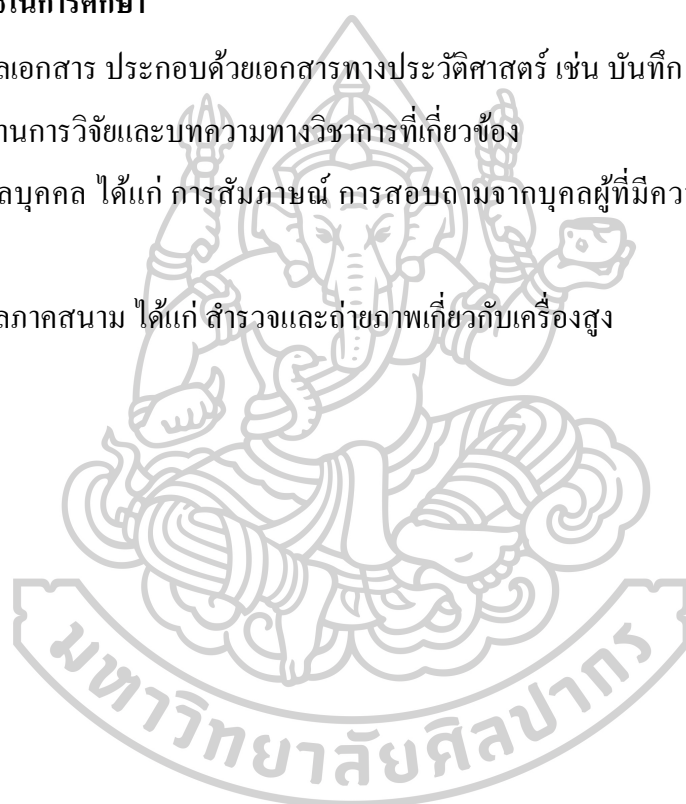 ในการศึกษา
ลเอกสาร ประกอบด้วยเอกสารทางประวัติศาสตร์ เช่น บันทึก
านการวิจัยและบทความทางวิชาการที่เกี่ยวข้อง
ลบุคคล ได้แก่ การสัมภาษณ์ การสอบถามจากบุคลผู้ที่มีควา
ลภาคสนาม ได้แก่ สำรวจและถ่ายภาพเกี่ยวกับเครื่องสูง
มหาวิทยาลัยศิลปากร